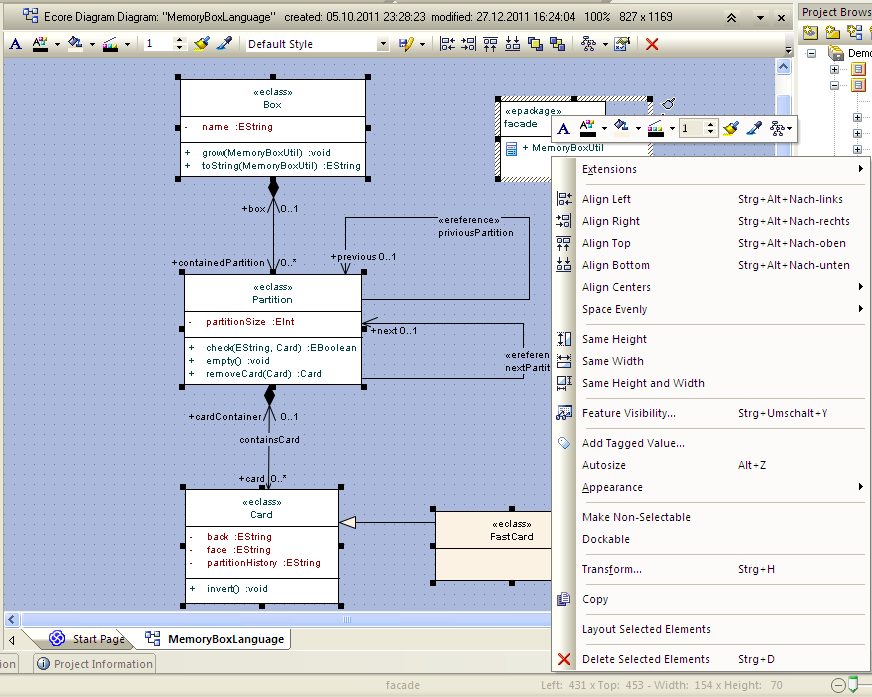 Ecore Diagram Diagram: "MemoryBoxLanguage" created: 05.10.2011 23:28:23 modified: 27.12.2011 16:24:04 100% 827 x 1169
Project Brows
A
1
Default Style
Demo
«eclass»
Box
- name :EString
+ grow(MemoryBoxUtil) :void
+ toString(MemoryBoxUtil) :EString
«epackage»
facade
+ MemoryBoxUtil
A
1
+box
0..1
+containedPartition
0..*
«ereference»
priviousPartition
+previous 0..1
«eclass»
Partition
- partitionSize :EInt
+ check(EString, Card) :EBoolean
+ empty() :void
+ removeCard(Card) :Card
+next 0..1
«ereferen
nextPartit
+cardContainer
0..1
containsCard
+card 0..*
«eclass»
Card
- back :EString
- face :EString
- partitionHistory :EString
+ invert() :void
«eclass»
FastCard
Extensions
Align Left Strg+Alt+Nach-links
Align Right Strg+Alt+Nach-rechts
Align Top Strg+Alt+Nach-oben
Align Bottom Strg+Alt+Nach-unten
Align Centers
Space Evenly
Same Height
Same Width
Same Height and Width
Feature Visibility... Strg+Umschalt+Y
Add Tagged Value...
Autosize Alt+Z
Appearance
Make Non-Selectable
Dockable
Transform... Strg+H
Copy
Layout Selected Elements
Delete Selected Elements Strg+D
Start Page
MemoryBoxLanguage
ion
Project Information
facade
Left: 431 x Top: 453 - Width: 154 x Height: 70